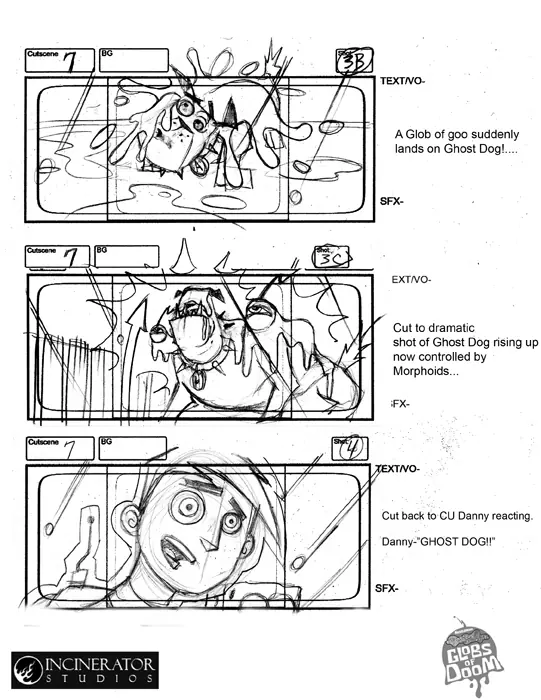 Cutscene 7
BG
Shot: 3B
TEXT/VO-
A Glob of goo suddenly
lands on Ghost Dog!....
SFX-
Cutscene 7
BG
Shot: 3C
EXT/VO-
Cut to dramatic
shot of Ghost Dog rising up
now controlled by
Morphoids...
FX-
Cutscene 7
BG
Shot: 4
TEXT/VO-
Cut back to CU Danny reacting.
Danny-"GHOST DOG!!"
SFX-
INCINERATOR
STUDIOS
GLOBS
OF
DOOM